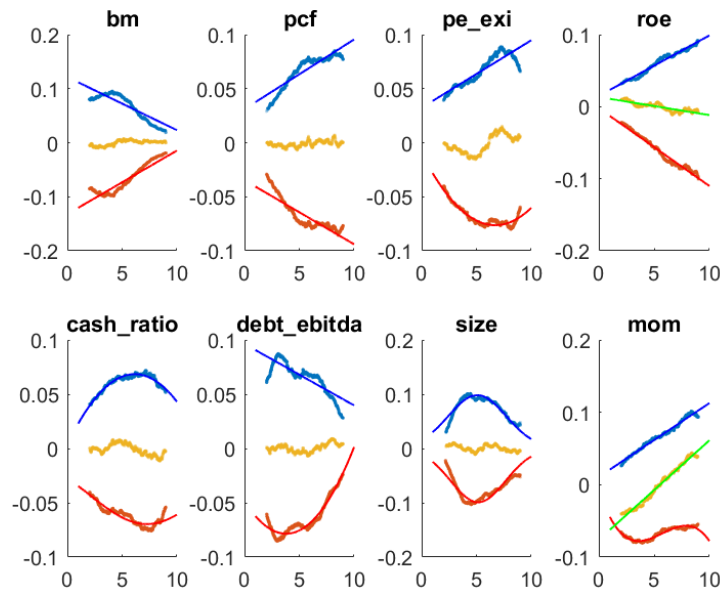 bm pcf pe_exi roe
0.2 0.1 0.1 0.1
0.1 0.05 0.05 0
0 0 0 -0.1
-0.1 -0.05 -0.05
-0.2 -0.1 -0.1 -0.2
0 5 10 0 5 10 0 5 10 0 5 10
cash_ratio debt_ebitda size mom
0.1 0.1 0.2 0.2
0.05 0.05 0.1 0.1
0 0 0 0
-0.05 -0.05 -0.1
-0.1 -0.1 -0.2 -0.1
0 5 10 0 5 10 0 5 10 0 5 10